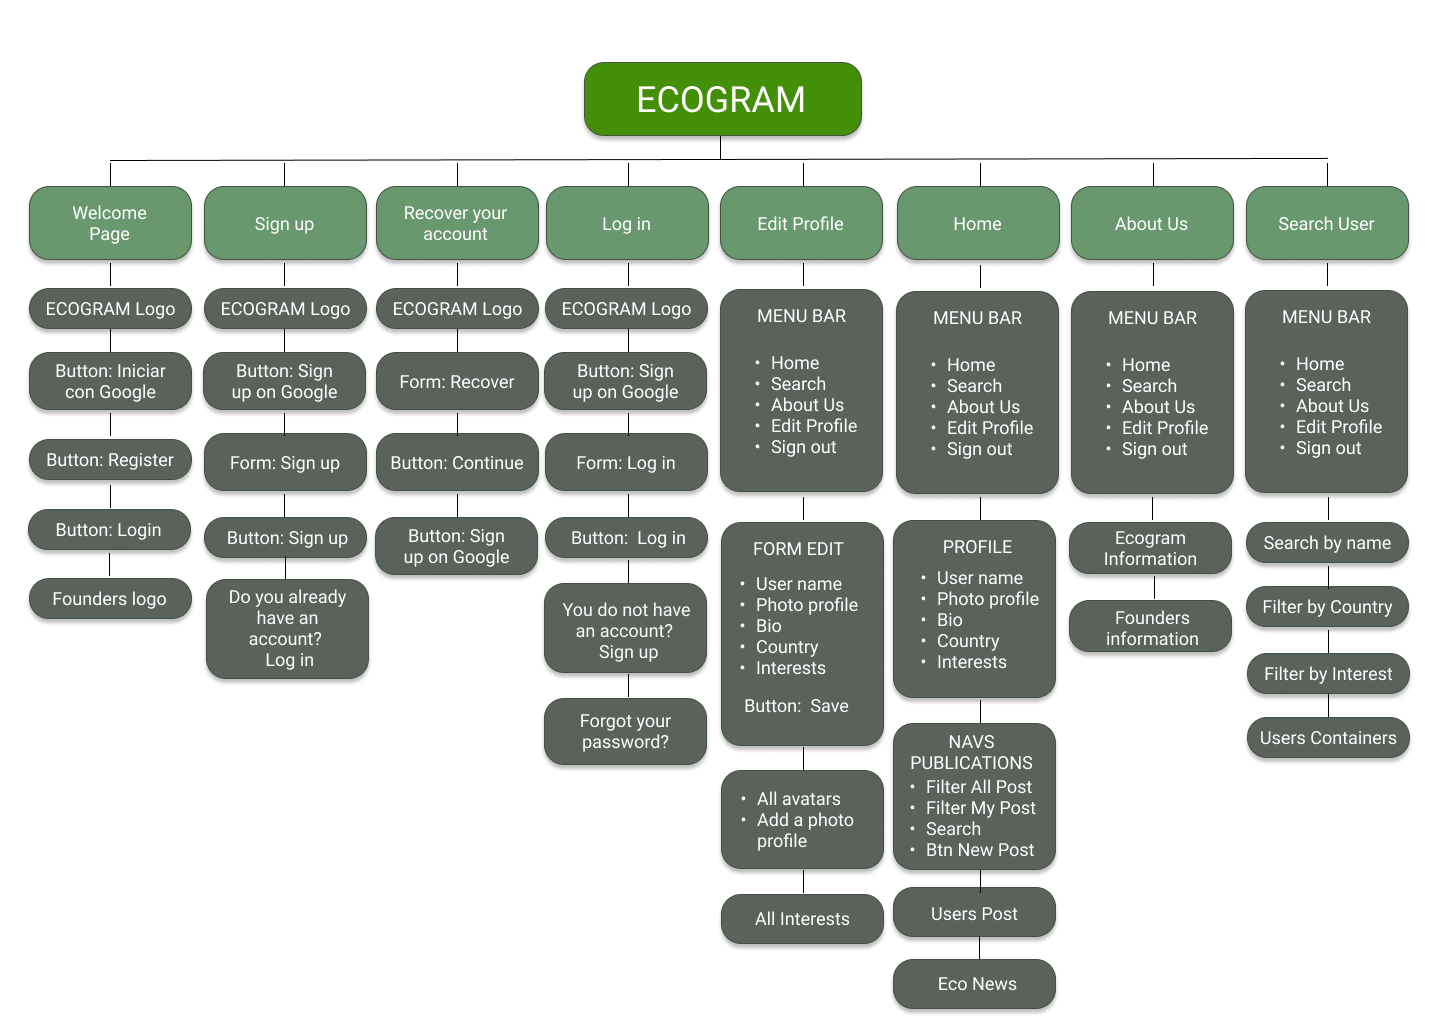 ECOGRAM
Welcome
Page
ECOGRAM Logo
Button: Iniciar
con Google
Button: Register
Button: Login
Founders logo
Sign up
ECOGRAM Logo
Button: Sign
up on Google
Form: Sign up
Button: Sign up
Do you already
have an
account?
Log in
Recover your
account
ECOGRAM Logo
Form: Recover
Button: Continue
Button: Sign
up on Google
Log in
ECOGRAM Logo
Button: Sign
up on Google
Form: Log in
Button: Log in
You do not have
an account?
Sign up
Forgot your
password?
Edit Profile
MENU BAR
• Home
• Search
• About Us
• Edit Profile
• Sign out
FORM EDIT
• User name
• Photo profile
• Bio
• Country
• Interests
Button: Save
• All avatars
• Add a photo
profile
All Interests
Home
MENU BAR
• Home
• Search
• About Us
• Edit Profile
• Sign out
PROFILE
• User name
• Photo profile
• Bio
• Country
• Interests
NAVS
PUBLICATIONS
• Filter All Post
• Filter My Post
• Search
• Btn New Post
Users Post
Eco News
About Us
MENU BAR
• Home
• Search
• About Us
• Edit Profile
• Sign out
Ecogram
Information
Founders
information
Search User
MENU BAR
• Home
• Search
• About Us
• Edit Profile
• Sign out
Search by name
Filter by Country
Filter by Interest
Users Containers